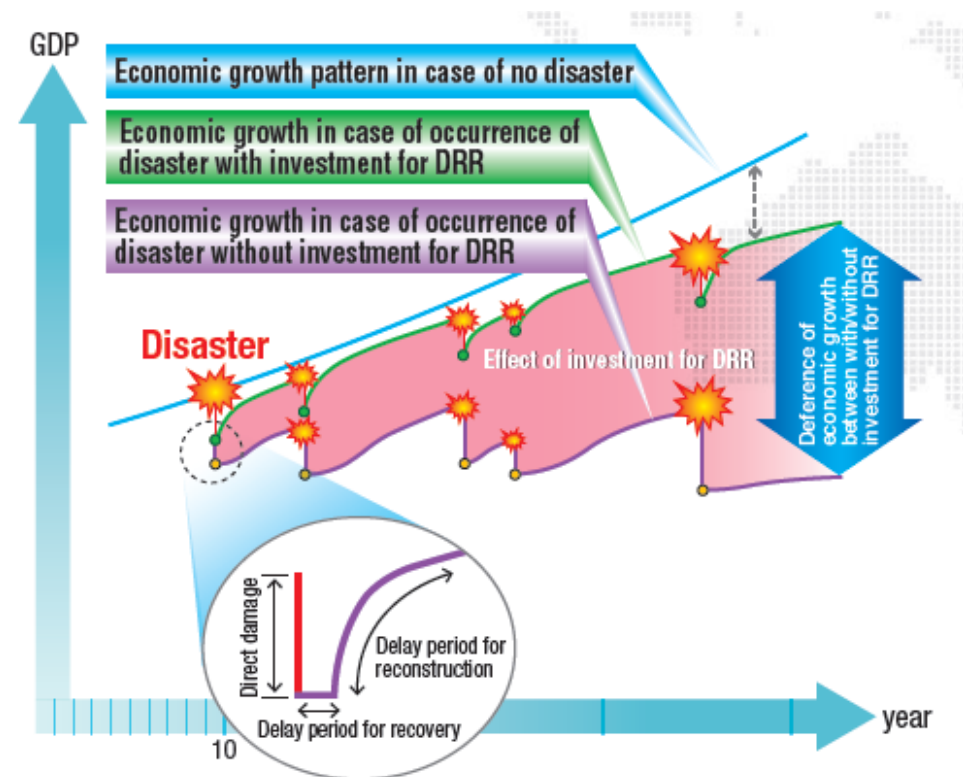 GDP
Economic growth pattern in case of no disaster
Economic growth in case of occurrence of
disaster with investment for DRR
Economic growth in case of occurrence of
disaster without investment for DRR
Disaster
Effect of investment for DRR
Deference of
economic growth
between with/without
investment for DRR
Direct damage
Delay period for
reconstruction
Delay period for recovery
10
year